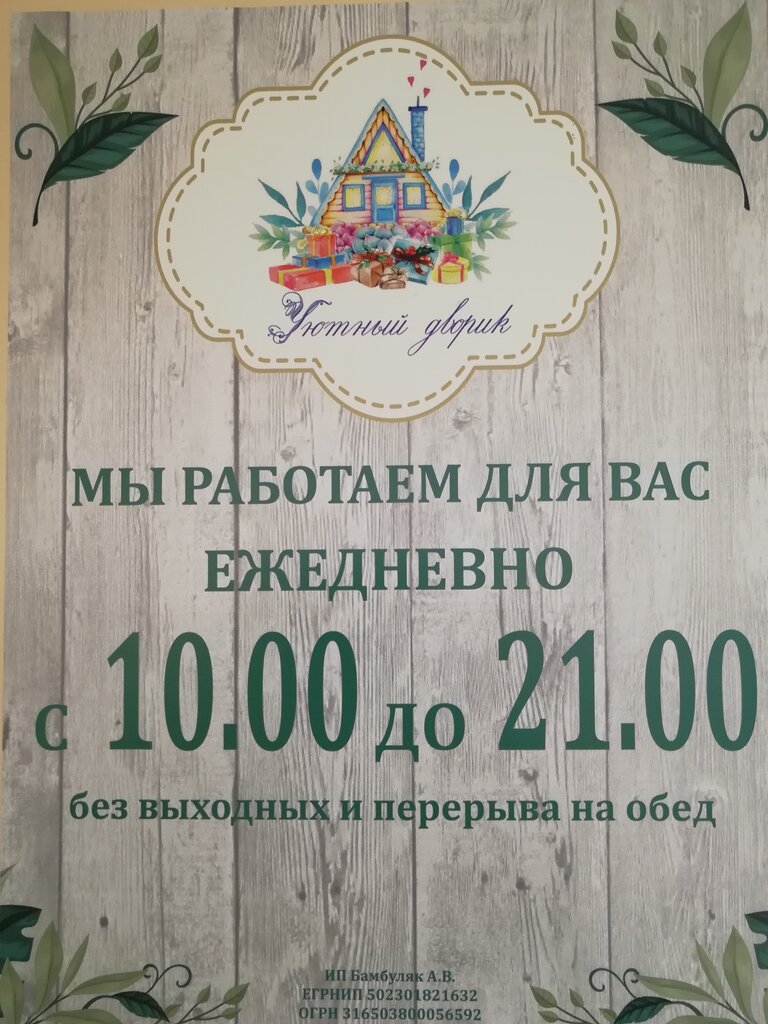 Уютный дворик
МЫ РАБОТАЕМ ДЛЯ ВАС
ЕЖЕДНЕВНО
с 10.00 до 21.00
без выходных и перерыва на обед
ИП Бамбуляк А.В.
ЕГРНИП 502301821632
ОГРН 316503800056592